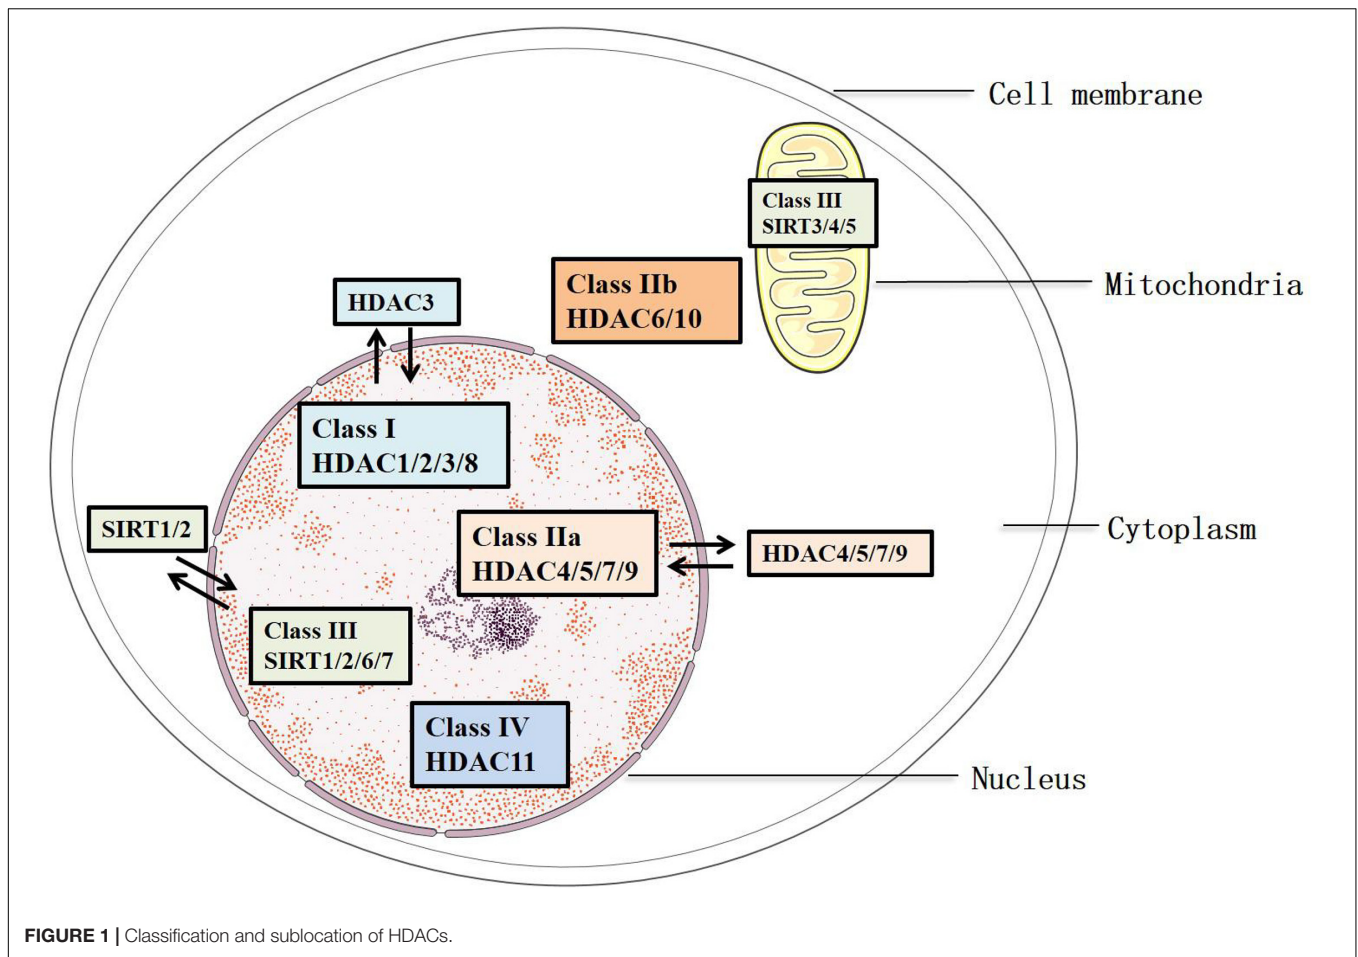 Cell membrane
Class III
SIRT3/4/5
Class IIb
HDAC6/10
Mitochondria
HDAC3
Class I
HDAC1/2/3/8
SIRT1/2
Class IIa
HDAC4/5/7/9
HDAC4/5/7/9
Cytoplasm
Class III
SIRT1/2/6/7
Class IV
HDAC11
Nucleus
FIGURE 1 | Classification and sublocation of HDACs.